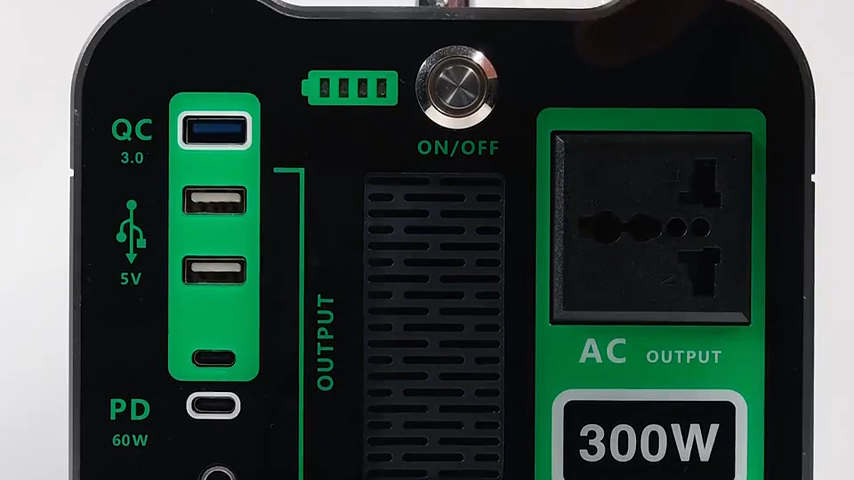 QC
3.0
5V
PD
60W
OUTPUT
ON/OFF
AC OUTPUT
300W